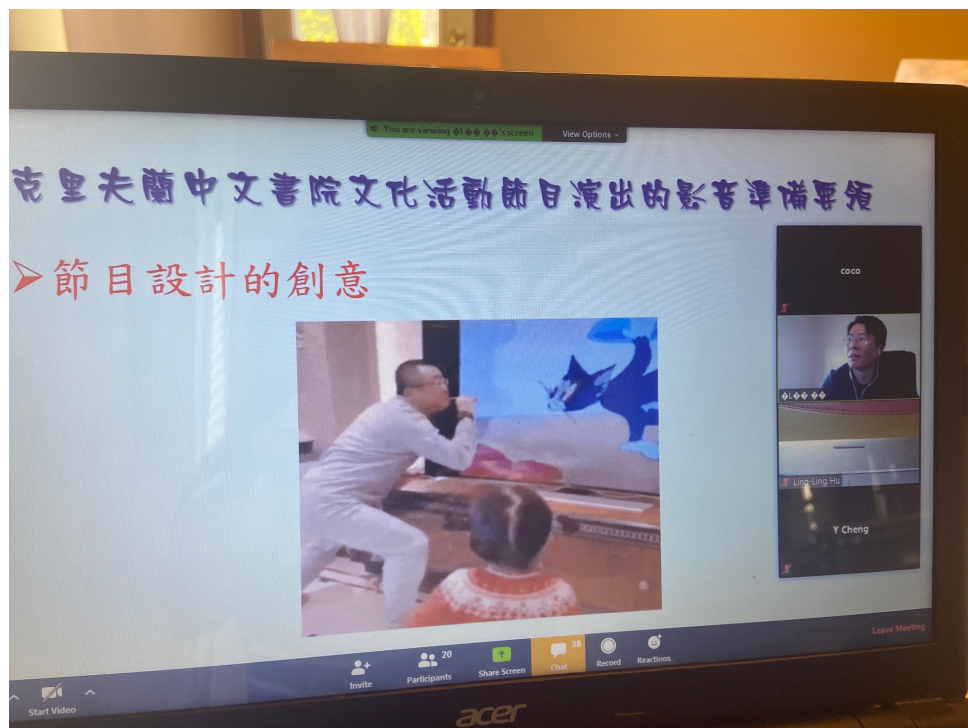 You are viewing �L�� ��'s screen
View Options
克里夫蘭中文書院文化活動節目演出的影音準備要領
➢節目設計的創意
coco
�L�� ��
Ling-Ling Hu
Y Cheng
Start Video
Invite
Participants
20
Share Screen
Chat
38
Record
Reactions
Leave Meeting
acer